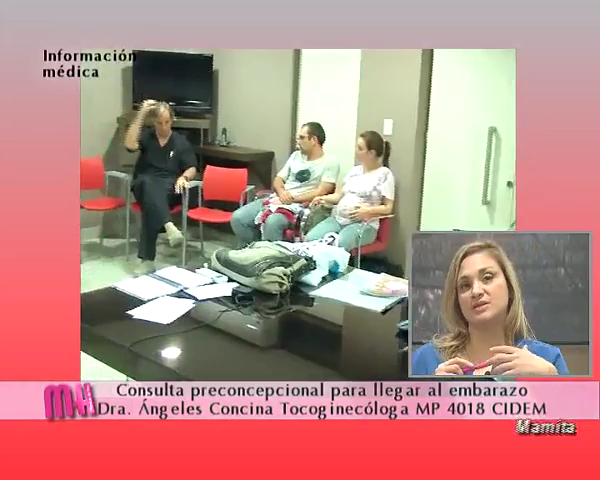 Información
médica
Consulta preconcepcional para llegar al embarazo
Dra. Ángeles Concina Tocoginecóloga MP 4018 CIDEM
Mamita